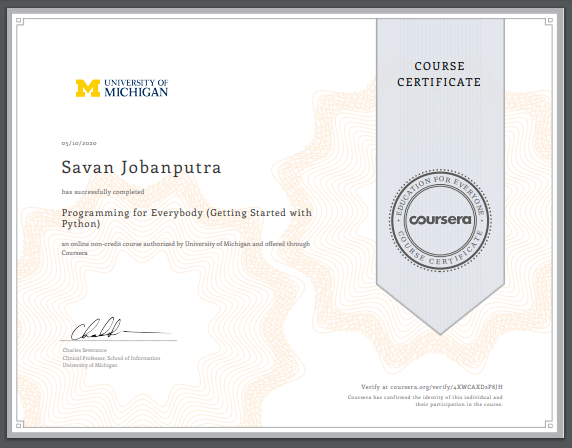 COURSE
CERTIFICATE
UNIVERSITY OF
MICHIGAN
05/10/2020
Savan Jobanputra
has successfully completed
Programming for Everybody (Getting Started with
Python)
an online non-credit course authorized by University of Michigan and offered through
Coursera
EDUCATION FOR EVERYONE
coursera
COURSE CERTIFICATE
Charles Severance
Clinical Professor, School of Information
University of Michigan
Verify at coursera.org/verify/4XWCAXD2P8JH
Coursera has confirmed the identity of this individual and
their participation in the course.